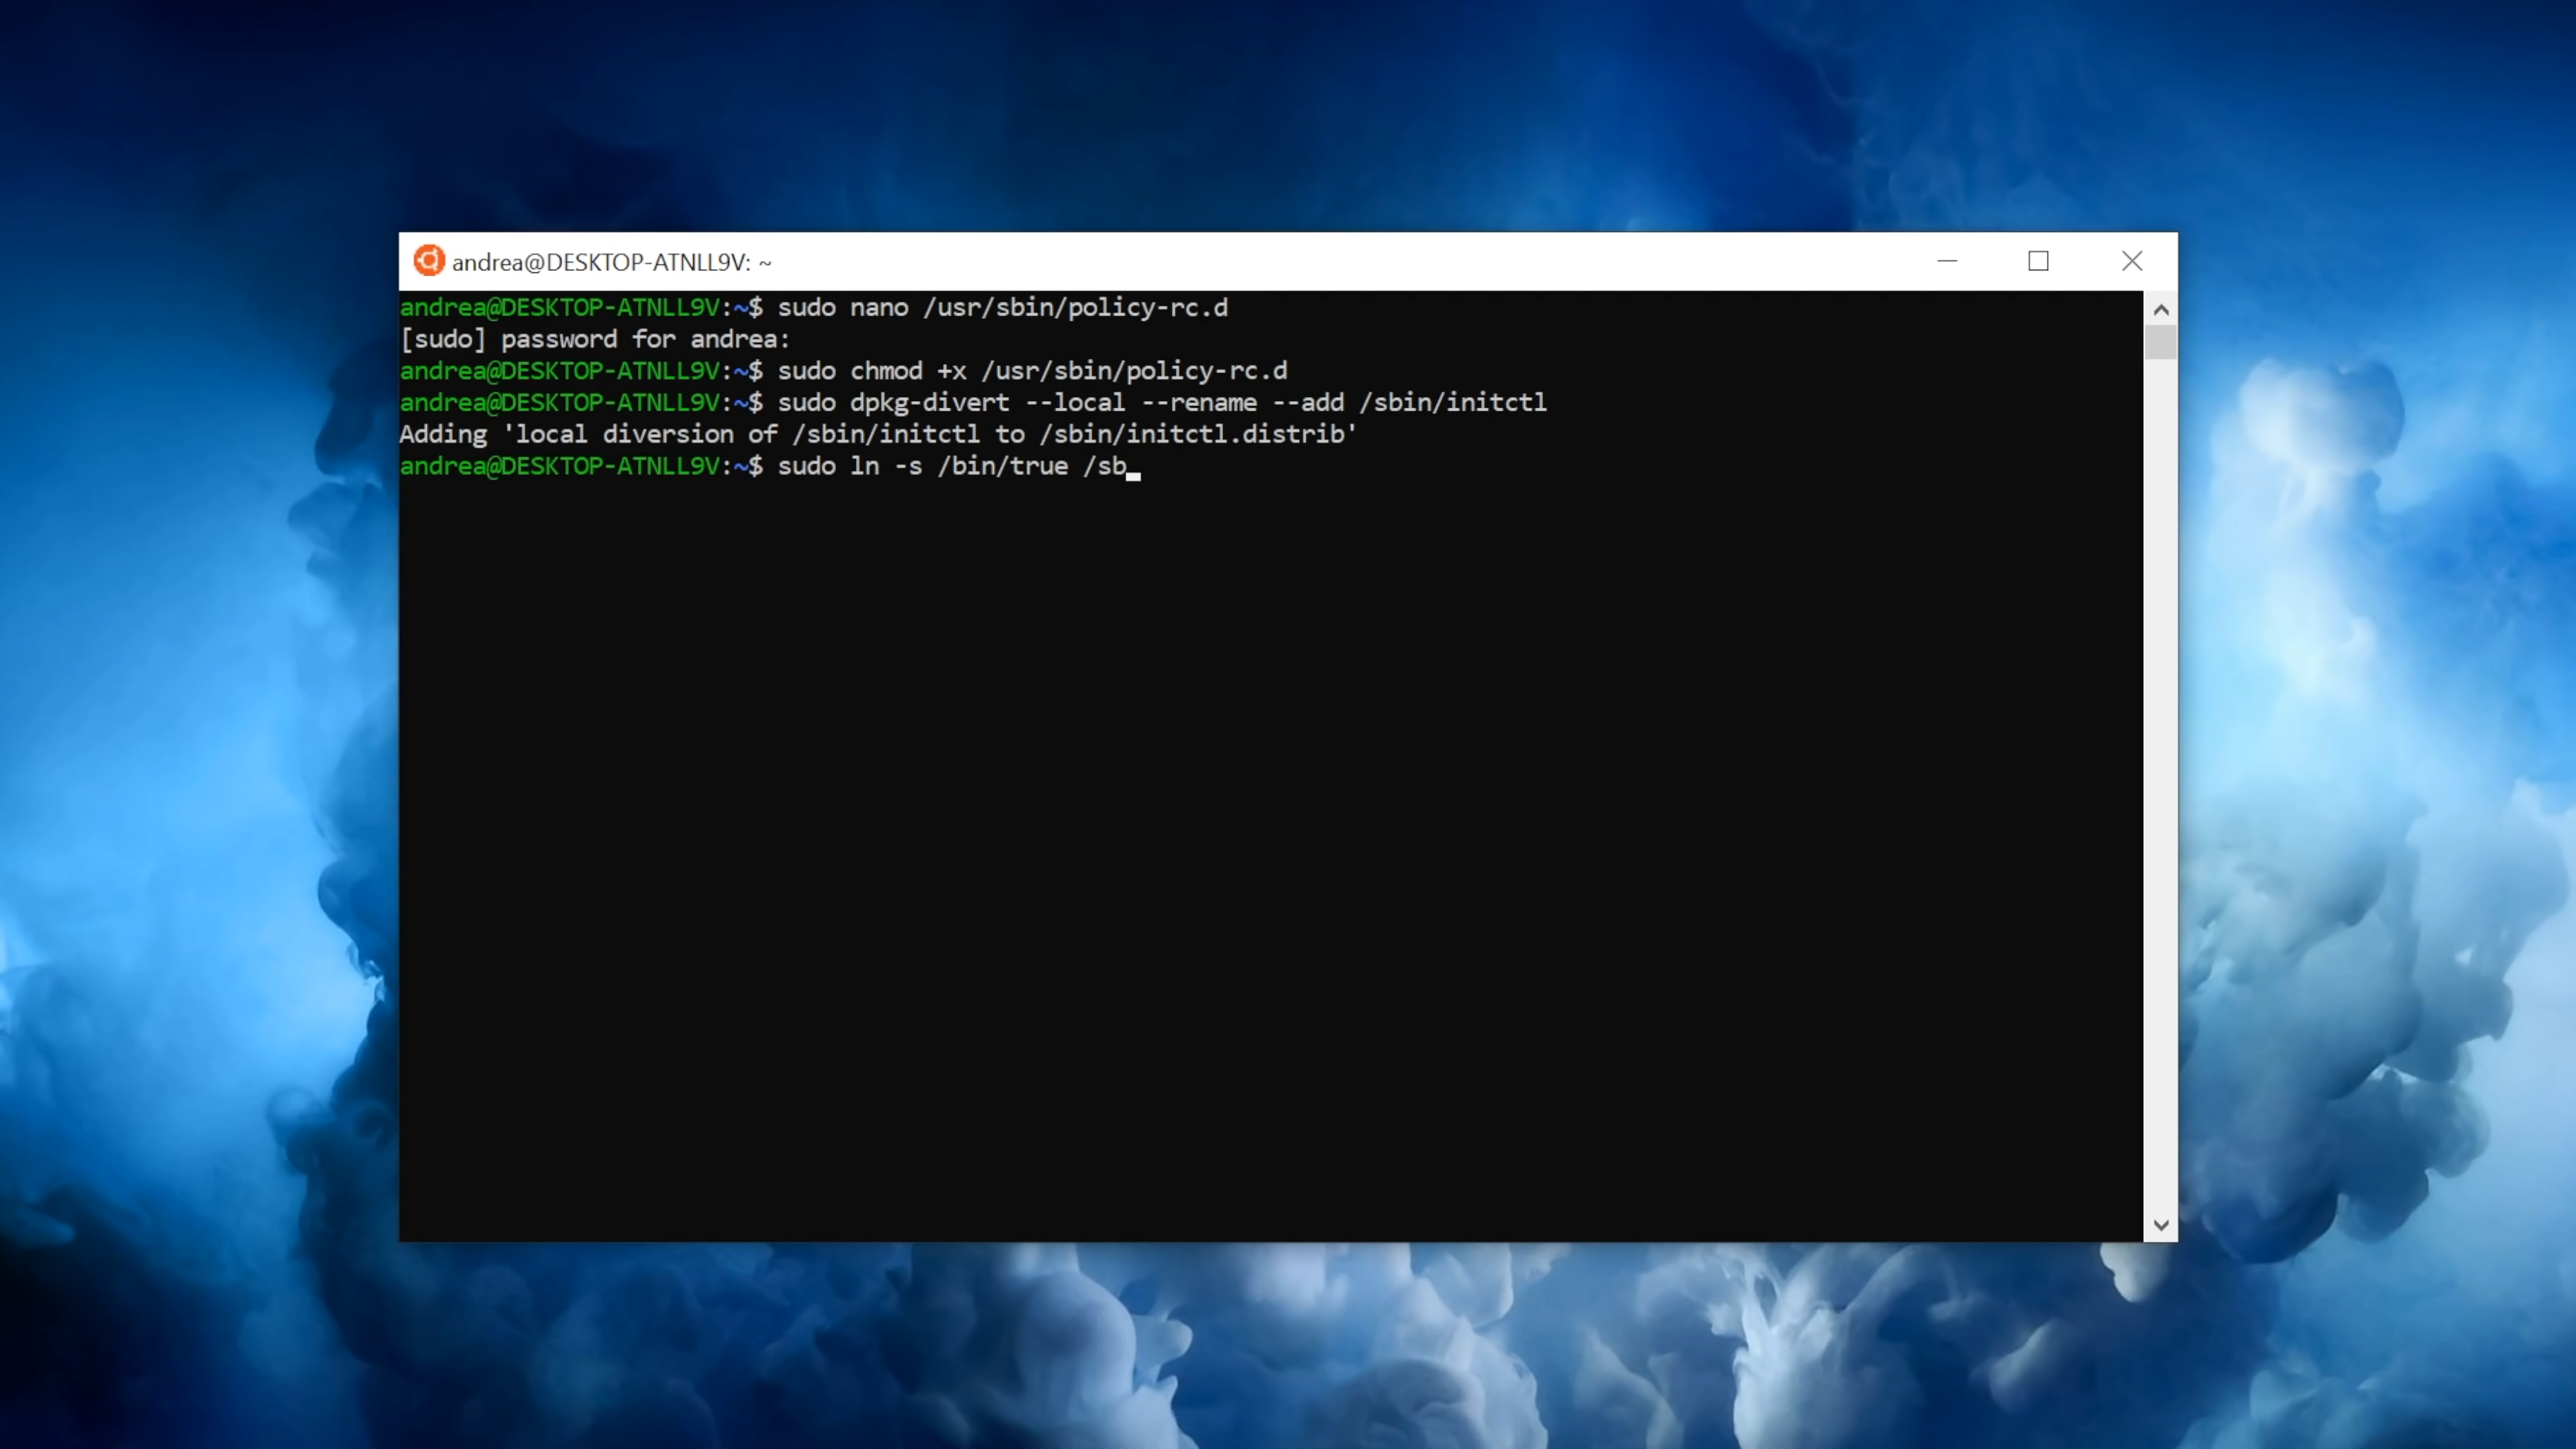 andrea@DESKTOP-ATNLL9V: ~
andrea@DESKTOP-ATNLL9V:~$ sudo nano /usr/sbin/policy-rc.d
[sudo] password for andrea:
andrea@DESKTOP-ATNLL9V:~$ sudo chmod +x /usr/sbin/policy-rc.d
andrea@DESKTOP-ATNLL9V:~$ sudo dpkg-divert --local --rename --add /sbin/initctl
Adding 'local diversion of /sbin/initctl to /sbin/initctl.distrib'
andrea@DESKTOP-ATNLL9V:~$ sudo ln -s /bin/true /sb